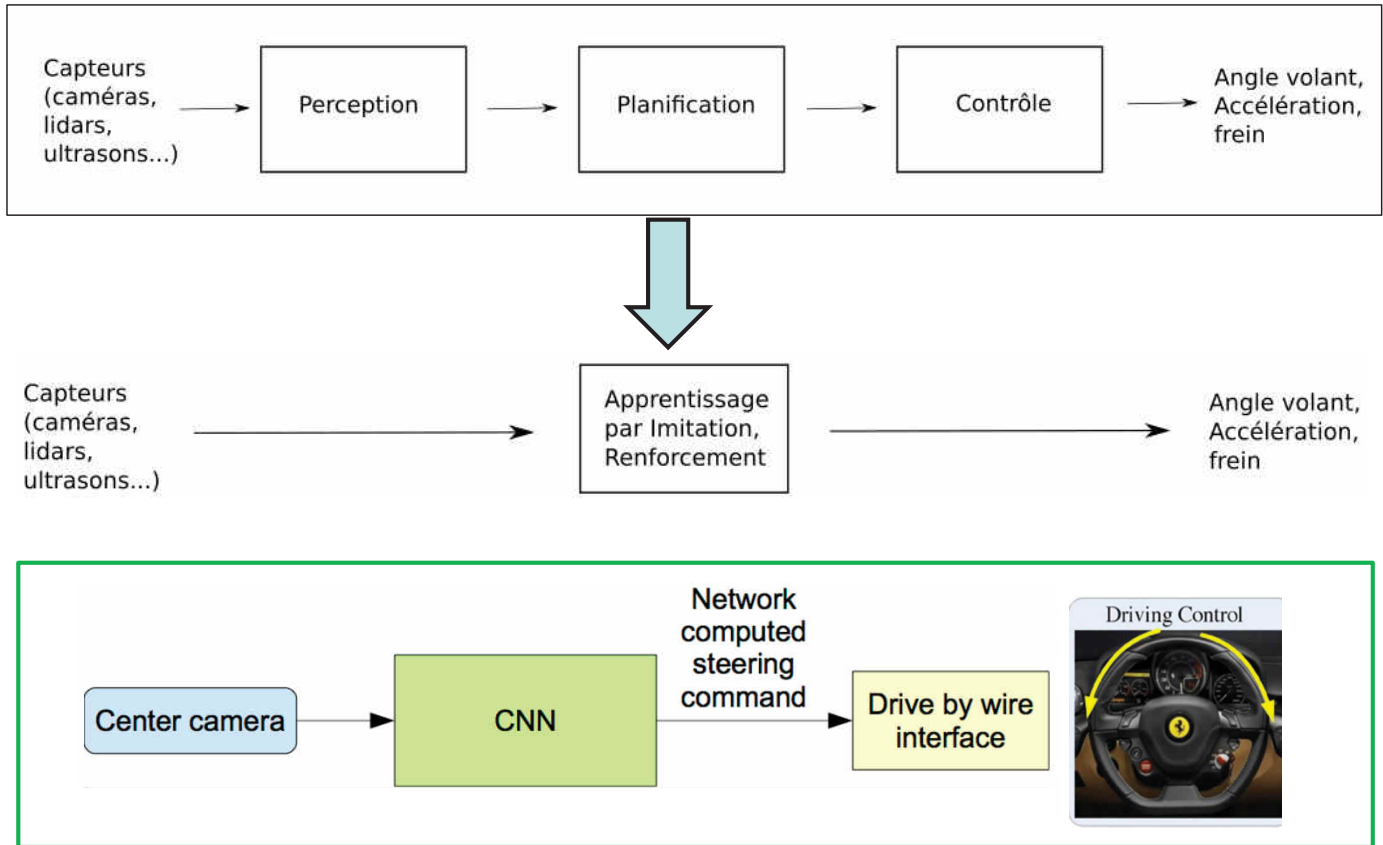 Capteurs
(caméras,
lidars,
ultrasons...)
Perception
Planification
Contrôle
Angle volant,
Accélération,
frein
Capteurs
(caméras,
lidars,
ultrasons...)
Apprentissage
par Imitation,
Renforcement
Angle volant,
Accélération,
frein
Center camera
CNN
Network
computed
steering
command
Drive by wire
interface
Driving Control